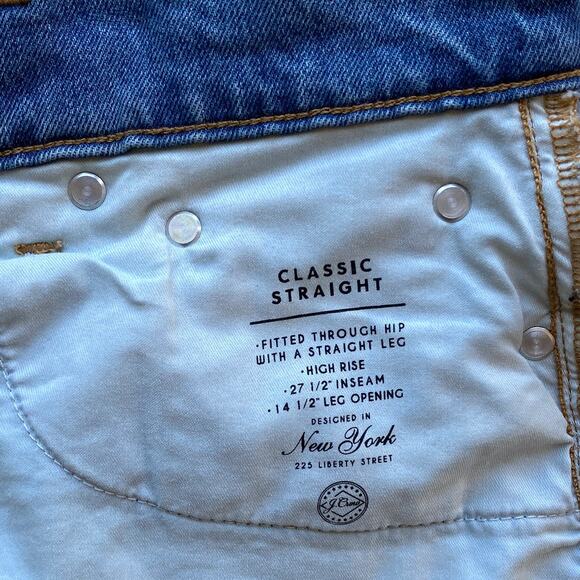 CLASSIC
STRAIGHT
·FITTED THROUGH HIP
WITH A STRAIGHT LEG
·HIGH RISE
·27 1/2" INSEAM
·14 1/2" LEG OPENING
DESIGNED IN
New York
225 LIBERTY STREET
J.Crew